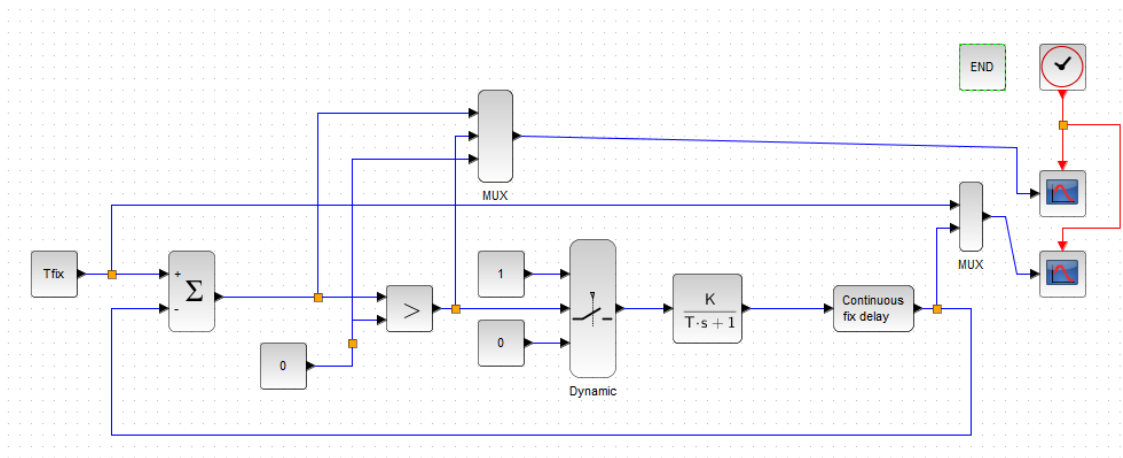 END
MUX
Tfix
+
Σ
-
>
0
1
0
Dynamic
K
T·s + 1
Continuous
fix delay
MUX